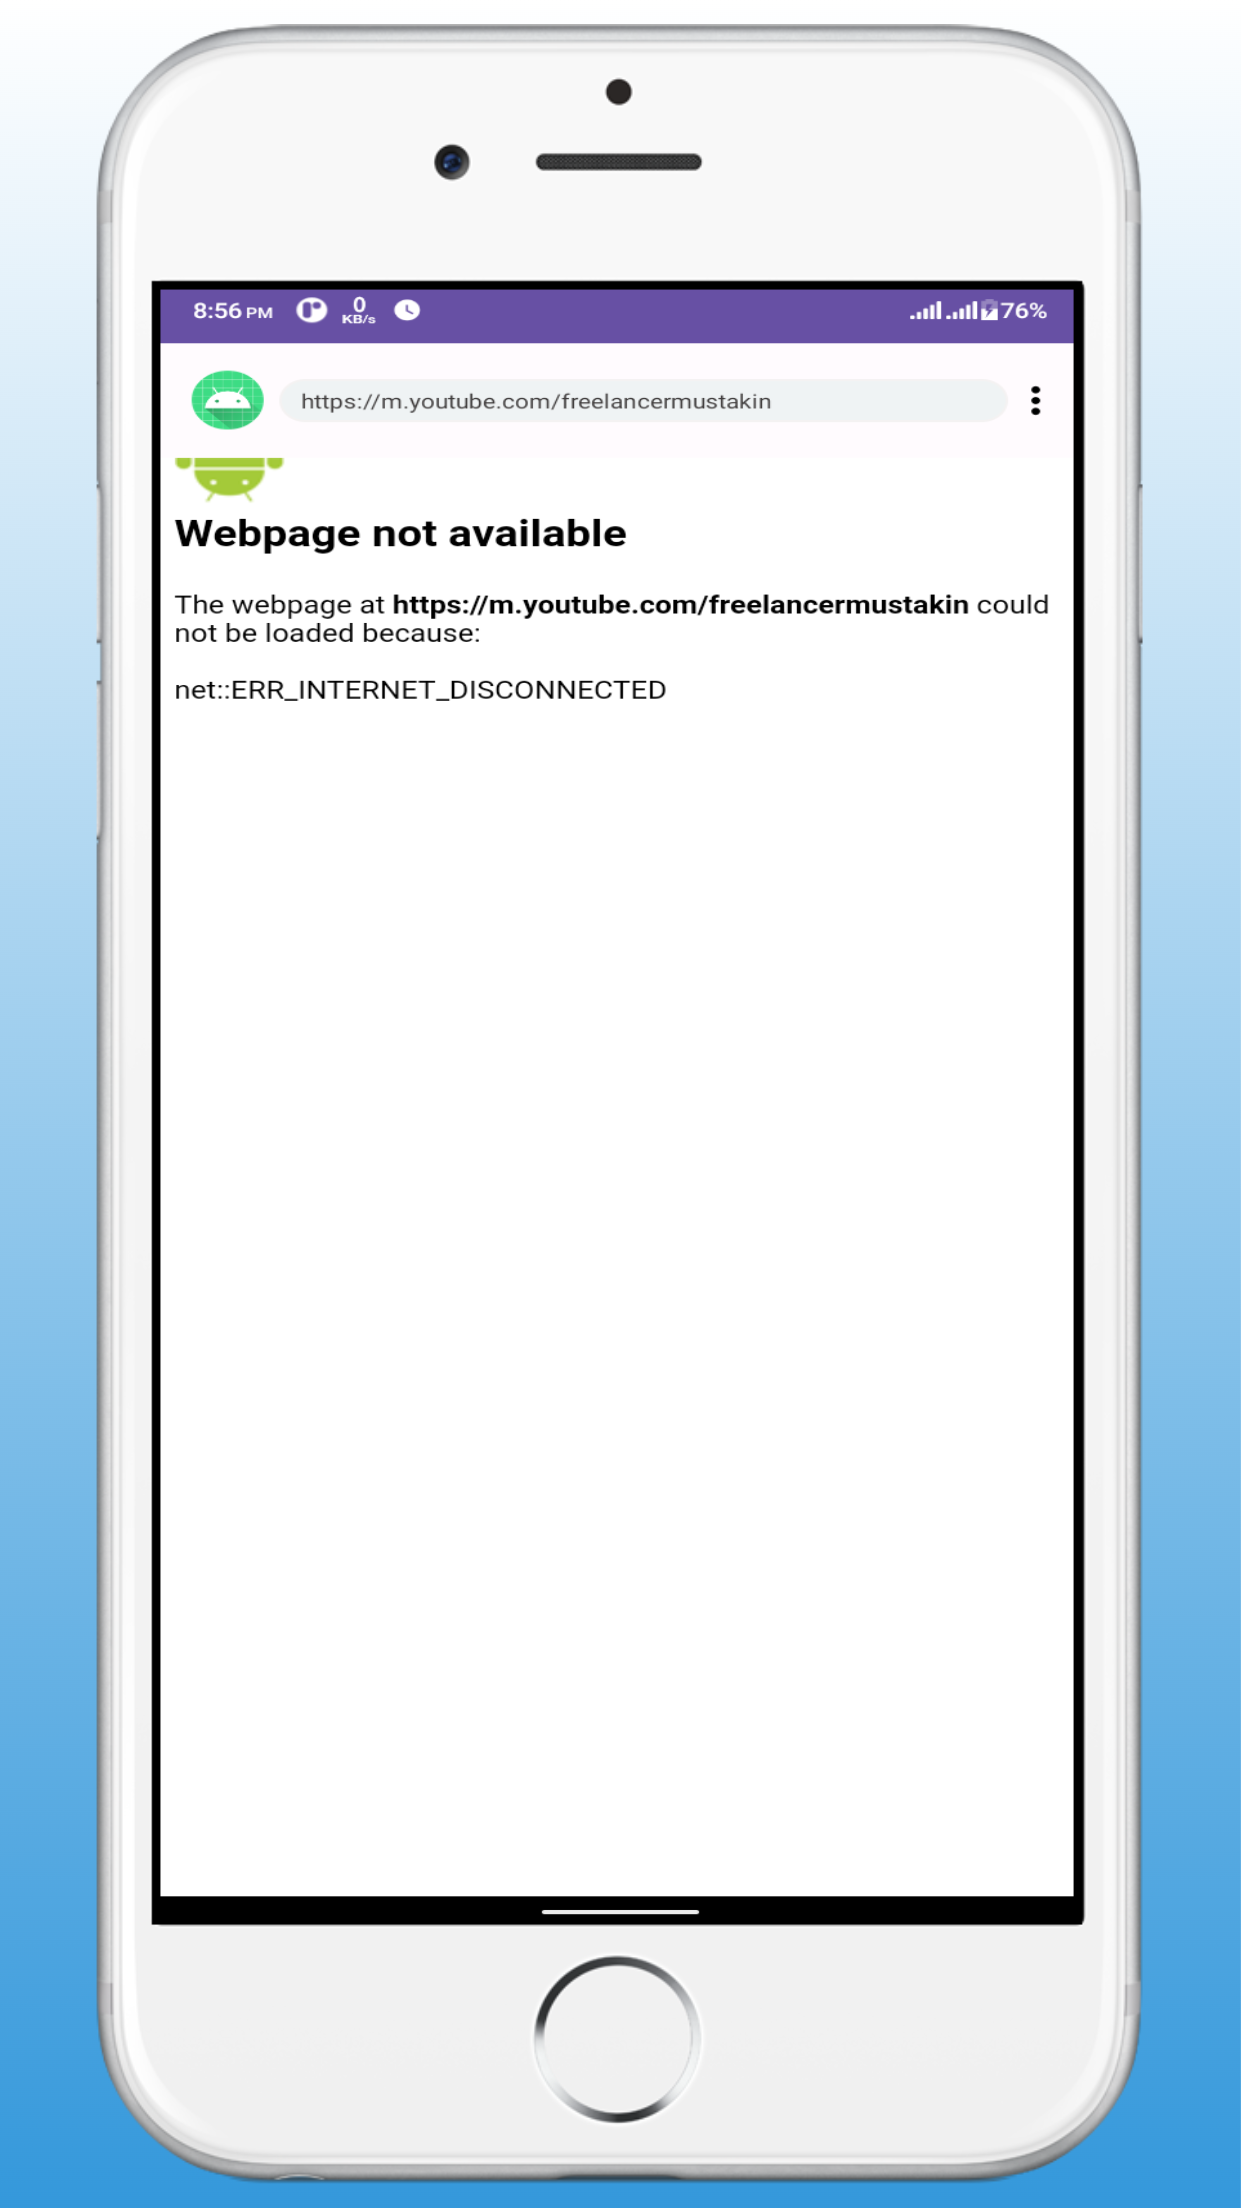 8:56 PM 0 KB/s 76%
https://m.youtube.com/freelancermustakin
Webpage not available
The webpage at https://m.youtube.com/freelancermustakin could
not be loaded because:
net::ERR_INTERNET_DISCONNECTED